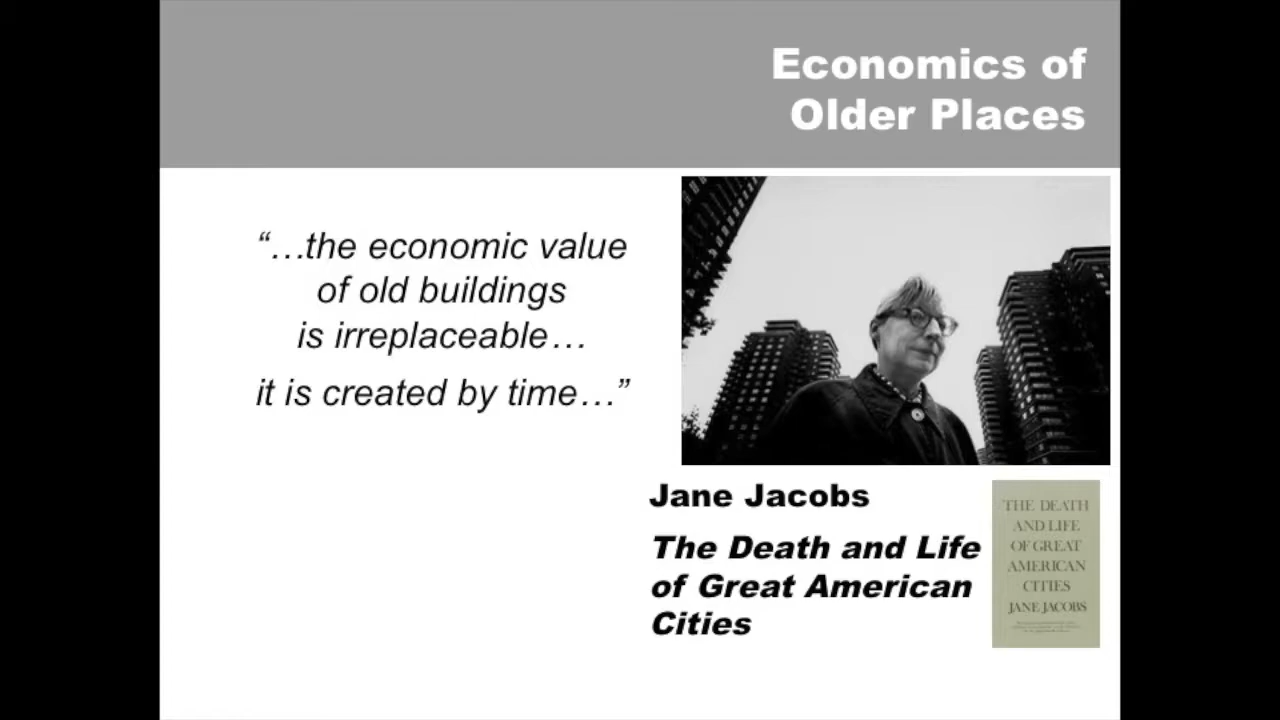 Economics of
Older Places
“…the economic value
of old buildings
is irreplaceable…
it is created by time…”
Jane Jacobs
The Death and Life
of Great American
Cities
THE DEATH
AND LIFE
OF GREAT
AMERICAN
CITIES
JANE JACOBS